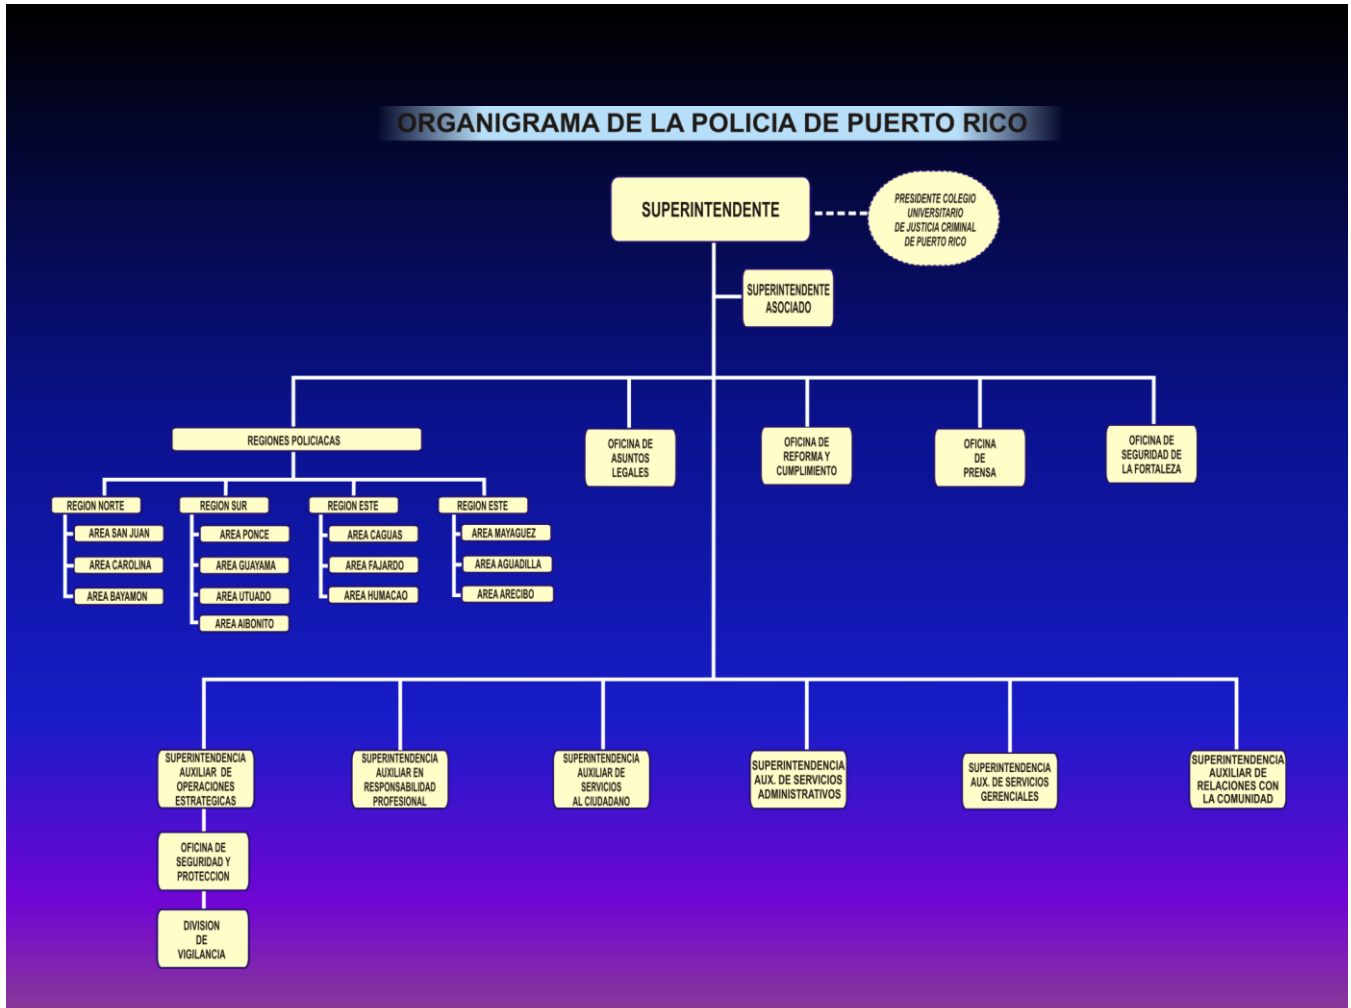 ORGANIGRAMA DE LA POLICIA DE PUERTO RICO
SUPERINTENDENTE
PRESIDENTE COLEGIO
UNIVERSITARIO
DE JUSTICIA CRIMINAL
DE PUERTO RICO
SUPERINTENDENTE
ASOCIADO
REGIONES POLICIACAS
OFICINA DE
ASUNTOS
LEGALES
OFICINA DE
REFORMA Y
CUMPLIMIENTO
OFICINA
DE
PRENSA
OFICINA DE
SEGURIDAD DE
LA FORTALEZA
REGION NORTE
AREA SAN JUAN
AREA CAROLINA
AREA BAYAMON
REGION SUR
AREA PONCE
AREA GUAYAMA
AREA UTUADO
AREA AIBONITO
REGION ESTE
AREA CAGUAS
AREA FAJARDO
AREA HUMACAO
REGION ESTE
AREA MAYAGUEZ
AREA AGUADILLA
AREA ARECIBO
SUPERINTENDENCIA
AUXILIAR DE
OPERACIONES
ESTRATEGICAS
SUPERINTENDENCIA
AUXILIAR EN
RESPONSABILIDAD
PROFESIONAL
SUPERINTENDENCIA
AUXILIAR DE
SERVICIOS
AL CIUDADANO
SUPERINTENDENCIA
AUX. DE SERVICIOS
ADMINISTRATIVOS
SUPERINTENDENCIA
AUX. DE SERVICIOS
GERENCIALES
SUPERINTENDENCIA
AUXILIAR DE
RELACIONES CON
LA COMUNIDAD
OFICINA DE
SEGURIDAD Y
PROTECCION
DIVISION
DE
VIGILANCIA